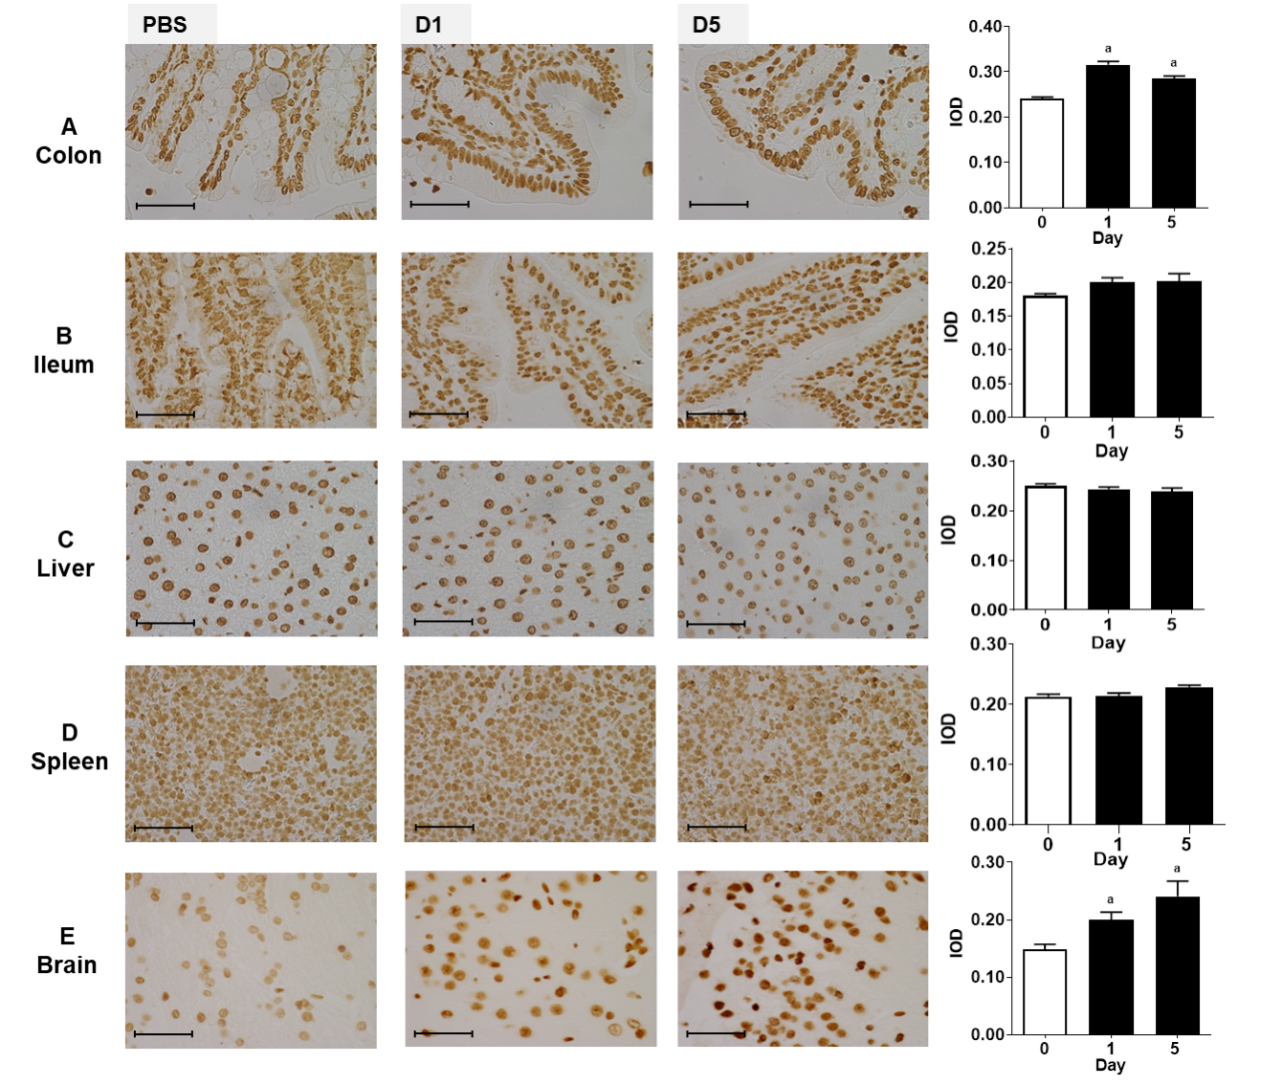 PBS D1 D5
A
Colon
0.40
0.30
0.20
0.10
0.00
IOD
a
a
0 1 5
Day
B
Ileum
0.25
0.20
0.15
0.10
0.05
0.00
IOD
0 1 5
Day
C
Liver
0.30
0.20
0.10
0.00
IOD
0 1 5
Day
D
Spleen
0.30
0.20
0.10
0.00
IOD
0 1 5
Day
E
Brain
0.30
0.20
0.10
0.00
IOD
a
a
0 1 5
Day